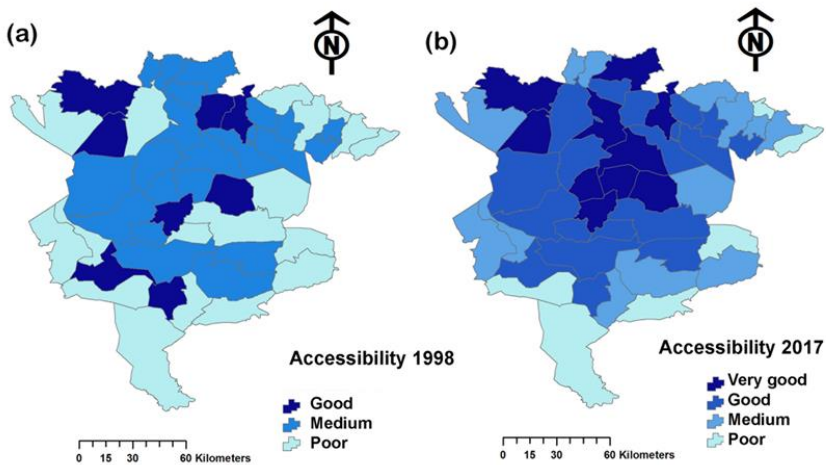 (a)
N
Accessibility 1998
Good
Medium
Poor
0 15 30 60 Kilometers
(b)
N
Accessibility 2017
Very good
Good
Medium
Poor
0 15 30 60 Kilometers